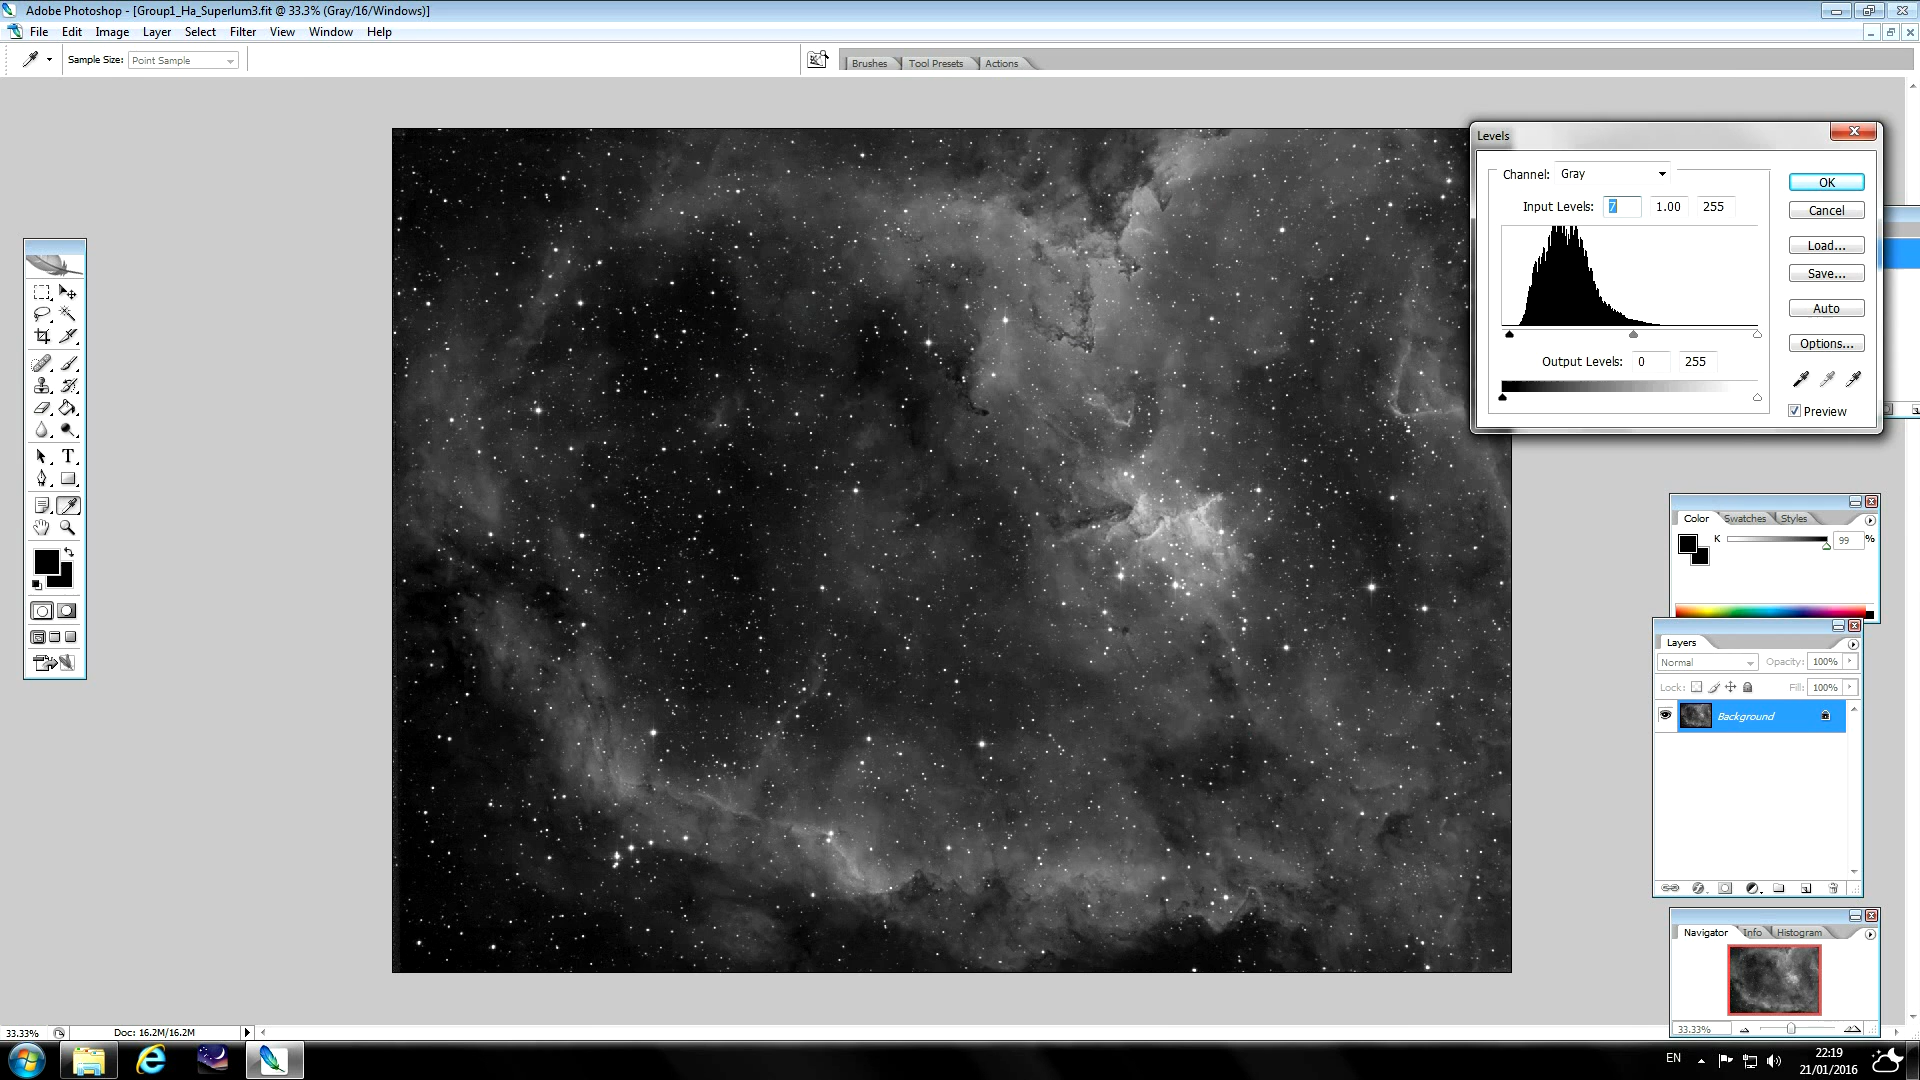 Adobe Photoshop - [Group1_Ha_Superlum3.fit @ 33.3% (Gray/16/Windows)]
File Edit Image Layer Select Filter View Window Help
Sample Size: Point Sample
Brushes Tool Presets Actions
Levels
Channel: Gray
Input Levels: 7 1.00 255
Output Levels: 0 255
OK
Cancel
Load...
Save...
Auto
Options...
Preview
T
Color Swatches Styles
K 99 %
Layers
Normal Opacity: 100%
Lock: Fill: 100%
Background
Navigator Info Histogram
33.33%
33.33% Doc: 16.2M/16.2M
EN
22:19
21/01/2016